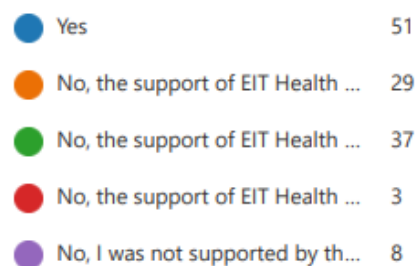 Yes 51
No, the support of EIT Health ... 29
No, the support of EIT Health ... 37
No, the support of EIT Health ... 3
No, I was not supported by th... 8